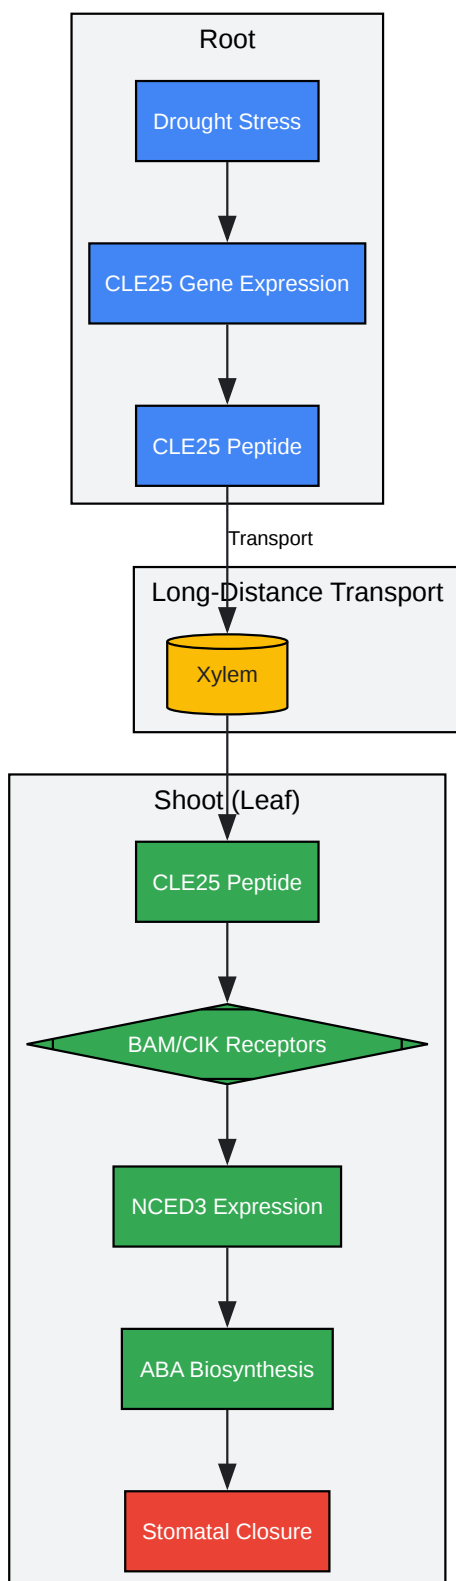 Root
Drought Stress
CLE25 Gene Expression
CLE25 Peptide
Transport
Long-Distance Transport
Xylem
Shoot (Leaf)
CLE25 Peptide
BAM/CIK Receptors
NCED3 Expression
ABA Biosynthesis
Stomatal Closure